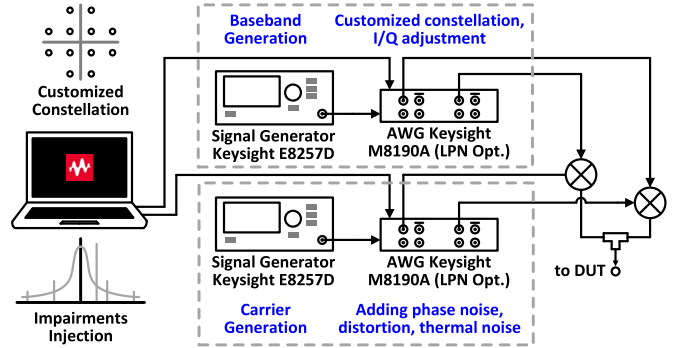 Baseband
Generation
Customized constellation,
I/Q adjustment
Customized
Constellation
Signal Generator
Keysight E8257D
AWG Keysight
M8190A (LPN Opt.)
Signal Generator
Keysight E8257D
AWG Keysight
M8190A (LPN Opt.)
to DUT
Impairments
Injection
Carrier
Generation
Adding phase noise,
distortion, thermal noise